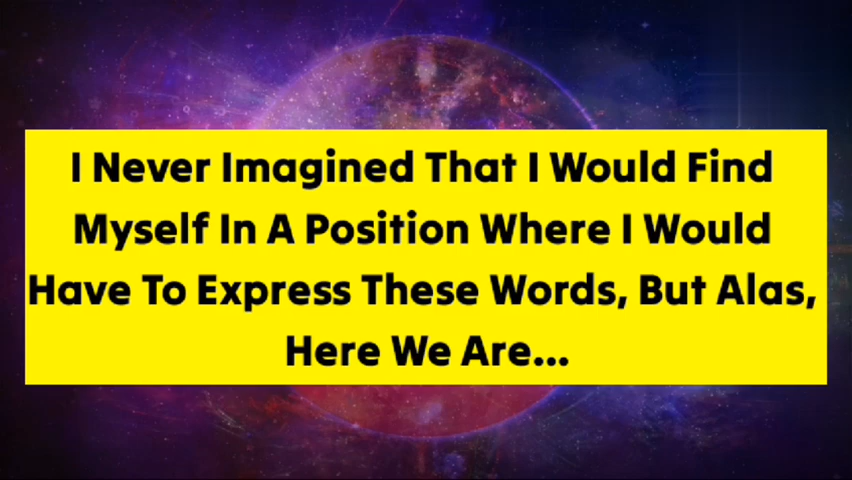 I Never Imagined That I Would Find
Myself In A Position Where I Would
Have To Express These Words, But Alas,
Here We Are...